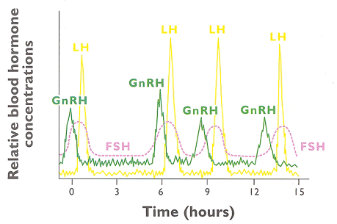 LH
LH
LH
LH
GnRH
GnRH
GnRH
GnRH
FSH
FSH
Relative blood hormone
concentrations
0 3 6 9 12 15
Time (hours)